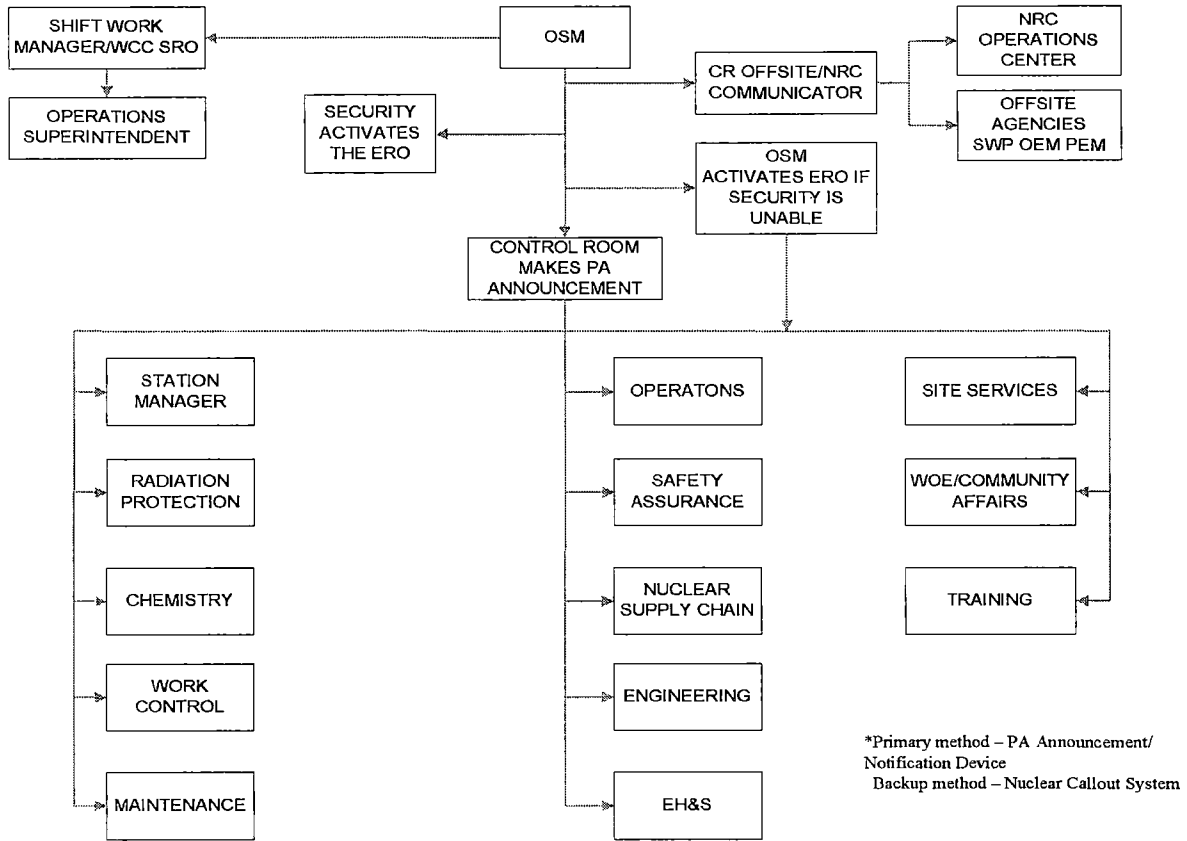 SHIFT WORK
MANAGER/WCC SRO
OSM
NRC
OPERATIONS
CENTER
CR OFFSITE/NRC
COMMUNICATOR
OPERATIONS
SUPERINTENDENT
SECURITY
ACTIVATES
THE ERO
OFFSITE
AGENCIES
SWP OEM PEM
OSM
ACTIVATES ERO IF
SECURITY IS
UNABLE
CONTROL ROOM
MAKES PA
ANNOUNCEMENT
STATION
MANAGER
OPERATONS
SITE SERVICES
RADIATION
PROTECTION
SAFETY
ASSURANCE
WOE/COMMUNITY
AFFAIRS
CHEMISTRY
NUCLEAR
SUPPLY CHAIN
TRAINING
WORK
CONTROL
ENGINEERING
MAINTENANCE
EH&S
*Primary method – PA Announcement/
Notification Device
Backup method – Nuclear Callout System